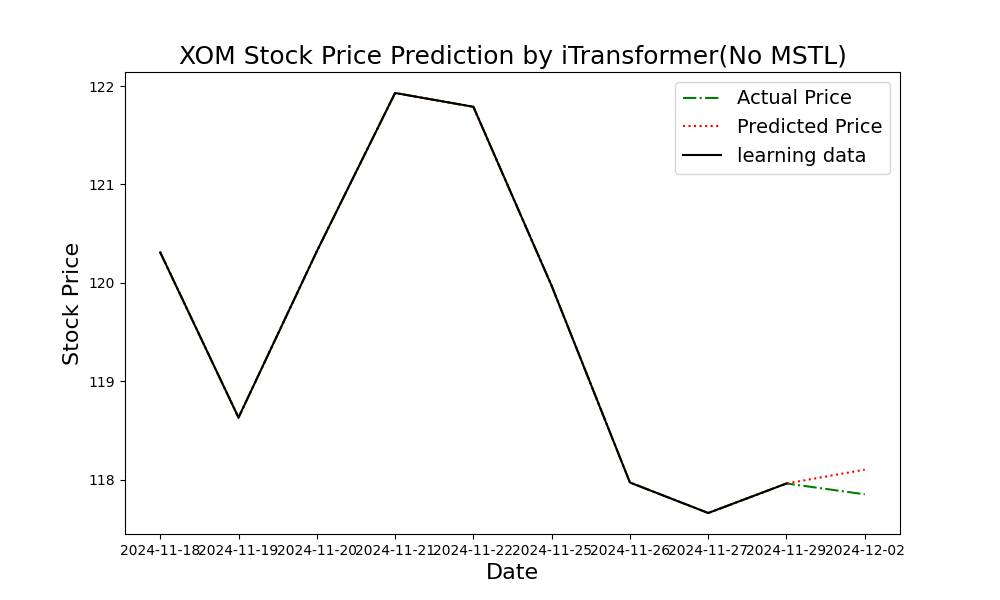 XOM Stock Price Prediction by iTransformer(No MSTL)
Actual Price
Predicted Price
learning data
122
121
120
119
118
Stock Price
2024-11-18 2024-11-19 2024-11-20 2024-11-21 2024-11-22 2024-11-25 2024-11-26 2024-11-27 2024-11-29 2024-12-02
Date